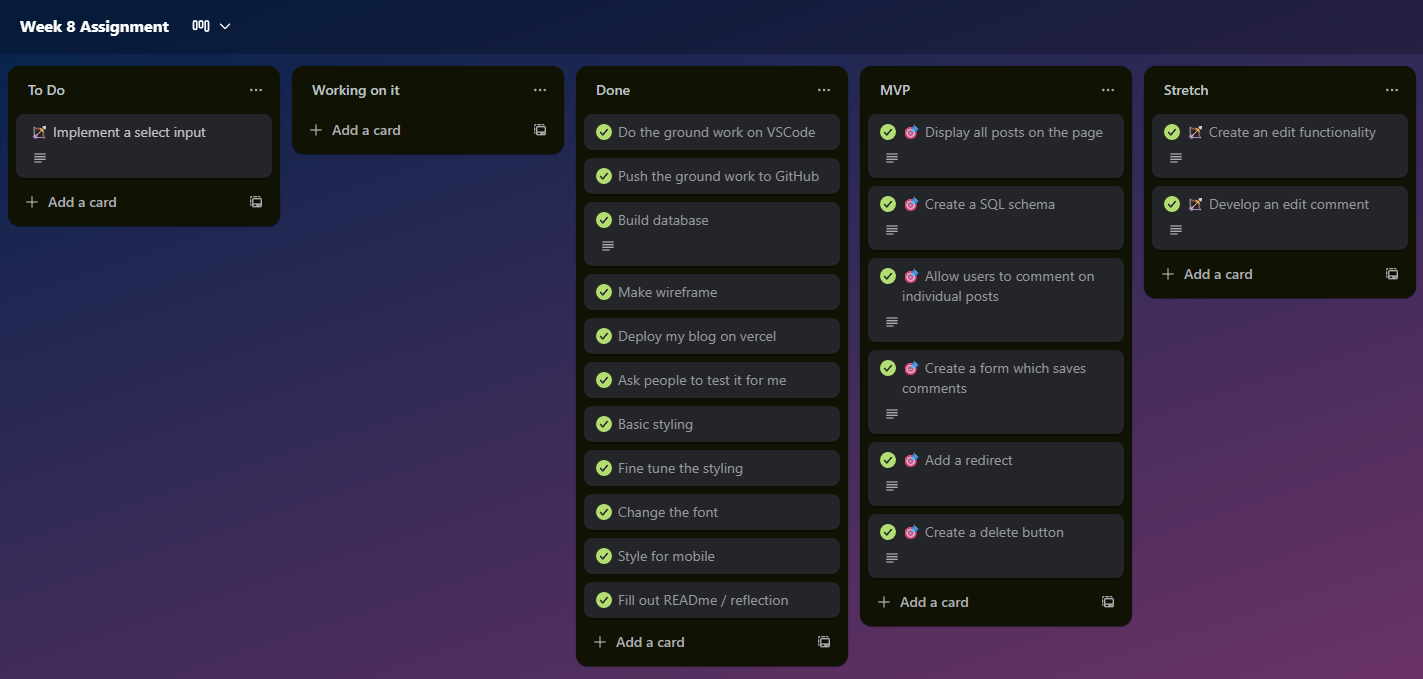 Week 8 Assignment
To Do
Implement a select input
Add a card
Working on it
Add a card
Done
Do the ground work on VSCode
Push the ground work to GitHub
Build database
Make wireframe
Deploy my blog on vercel
Ask people to test it for me
Basic styling
Fine tune the styling
Change the font
Style for mobile
Fill out READme / reflection
Add a card
MVP
Display all posts on the page
Create a SQL schema
Allow users to comment on
individual posts
Create a form which saves
comments
Add a redirect
Create a delete button
Add a card
Stretch
Create an edit functionality
Develop an edit comment
Add a card